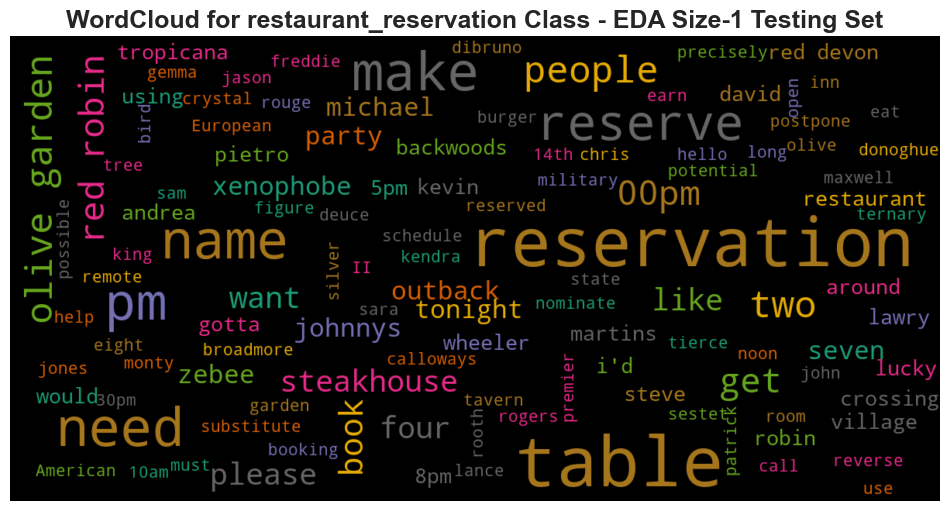 WordCloud for restaurant_reservation Class - EDA Size-1 Testing Set
tropicana
dibruno
precisely
red devon
gemma
jason
freddie
make
people
inn
using
crystal
rouge
earn
david
open
olive garden
red robin
bird
European
michael
burger
reserve
postpone
eat
party
backwoods
14th
chris
hello
long
olive
donoghue
tree
pietro
potential
maxwell
sam
xenophobe
5pm
kevin
military
00pm
restaurant
possible
andrea
figure
deuce
reserved
ternary
king
name
schedule
kendra
reservation
remote
silver
II
state
pm
want
outback
around
help
sara
tonight
nominate
like
two
lawry
gotta
johnnys
martins
eight
broadmore
wheeler
tierce
seven
jones
monty
calloways
noon
zebee
steakhouse
premier
i'd
get
john
lucky
would
30pm
garden
tavern
steve
crossing
need
substitute
book
four
rooth
rogers
sestet
patrick
room
village
booking
table
robin
American
10am
must
please
8pm
lance
call
reverse
use